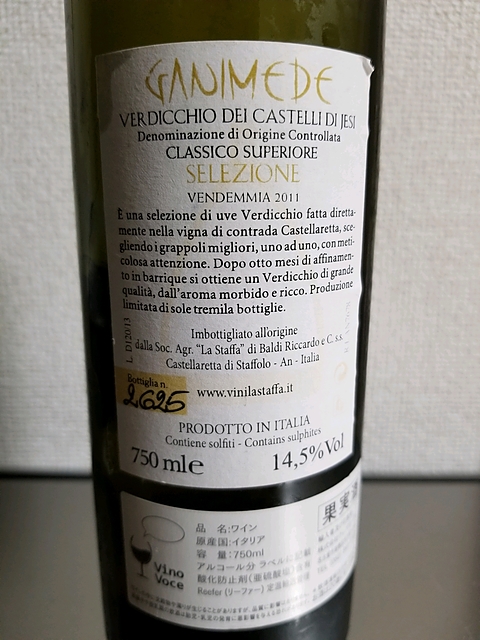 GANIMEDE
VERDICCHIO DEI CASTELLI DI JESI
Denominazione di Origine Controllata
CLASSICO SUPERIORE
SELEZIONE
VENDEMMIA 2011
È una selezione di uve Verdicchio fatta diretta-
mente nella vigna di contrada Castellaretta, sce-
gliendo i grappoli migliori, uno ad uno, con meti-
colosa attenzione. Dopo otto mesi di affinamen-
to in barrique si ottiene un Verdicchio di grande
qualità, dall'aroma morbido e ricco. Produzione
limitata di sole tremila bottiglie.
Imbottigliato all'origine
dalla Soc. Agr. "La Staffa" di Baldi Riccardo e C. s.s.
Castellaretta di Staffolo - An - Italia
L. D120/13
Bottiglia n.
2625
www.vinilastaffa.it
PRODOTTO IN ITALIA
Contiene solfiti - Contains sulphites
750 ml e
14,5%Vol
Vino
Voce
品 名:ワイン
原産国:イタリア
容 量:750ml
アルコール分 ラベルに記載
酸化防止剤(亜硫酸塩)
Reefer (リーファー) 定温輸送
果実酒